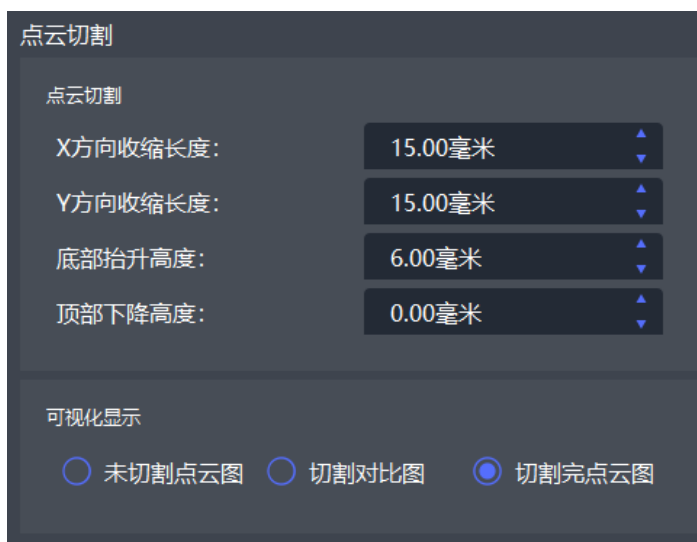 点云切割
点云切割
X方向收缩长度： 15.00毫米
Y方向收缩长度： 15.00毫米
底部抬升高度： 6.00毫米
顶部下降高度： 0.00毫米
可视化显示
未切割点云图 切割对比图 切割完点云图